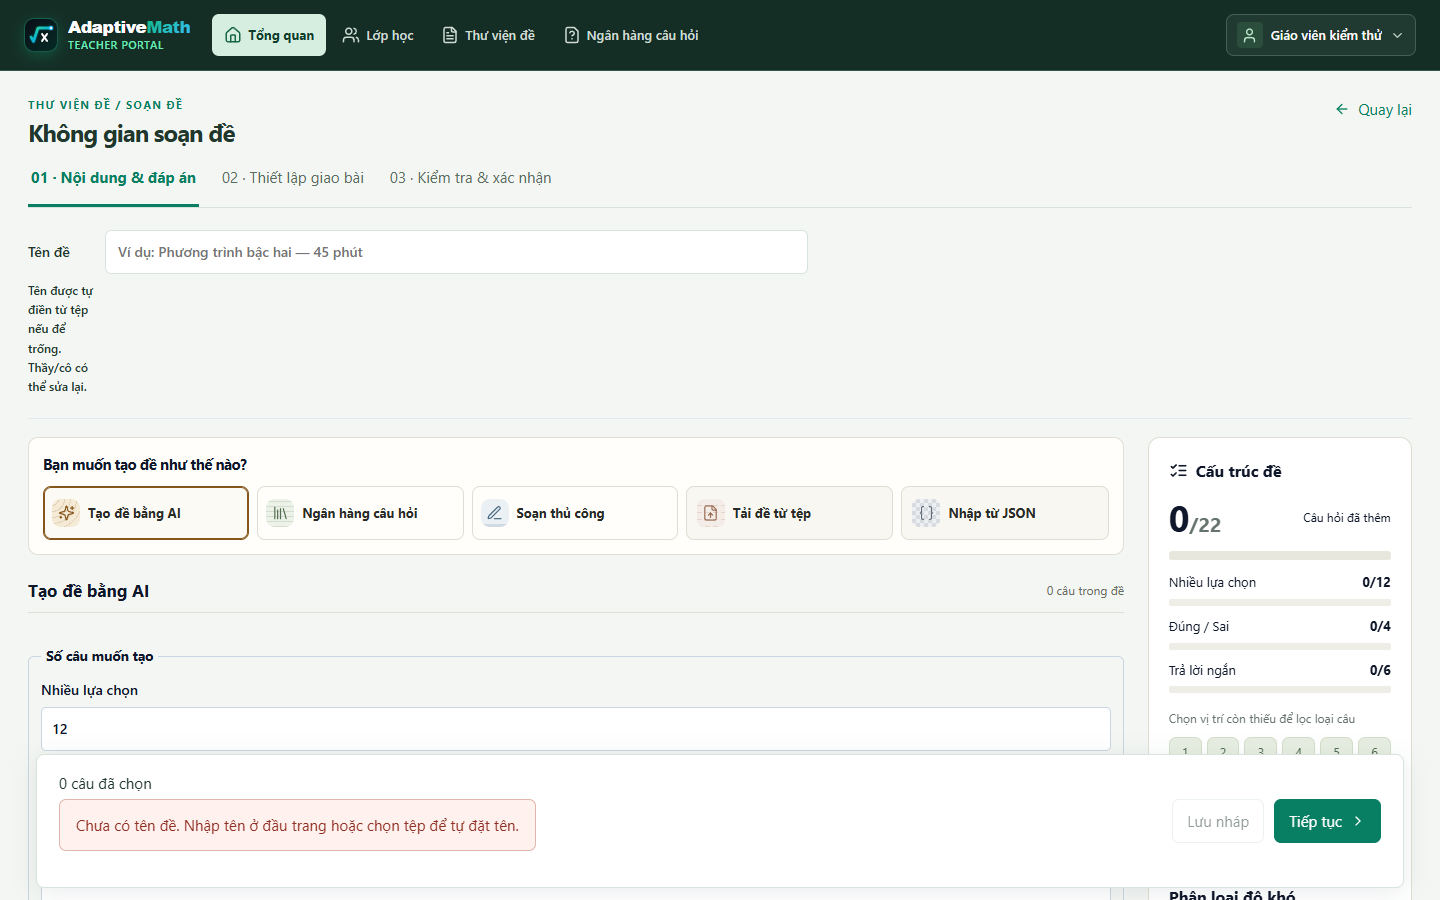 AdaptiveMath
TEACHER PORTAL
Tổng quan
Lớp học
Thư viện đề
Ngân hàng câu hỏi
Giáo viên kiểm thử
THƯ VIỆN ĐỀ / SOẠN ĐỀ
Không gian soạn đề
Quay lại
01 · Nội dung & đáp án
02 · Thiết lập giao bài
03 · Kiểm tra & xác nhận
Tên đề
Ví dụ: Phương trình bậc hai — 45 phút
Tên được tự
điền từ tệp
nếu để
trống.
Thầy/cô có
thể sửa lại.
Bạn muốn tạo đề như thế nào?
Tạo đề bằng AI
Ngân hàng câu hỏi
Soạn thủ công
Tải đề từ tệp
Nhập từ JSON
Tạo đề bằng AI
0 câu trong đề
Số câu muốn tạo
Nhiều lựa chọn
12
Cấu trúc đề
0/22
Câu hỏi đã thêm
Nhiều lựa chọn 0/12
Đúng / Sai 0/4
Trả lời ngắn 0/6
Chọn vị trí còn thiếu để lọc loại câu
1 2 3 4 5 6
0 câu đã chọn
Chưa có tên đề. Nhập tên ở đầu trang hoặc chọn tệp để tự đặt tên.
Lưu nháp
Tiếp tục
Phân loại độ khó